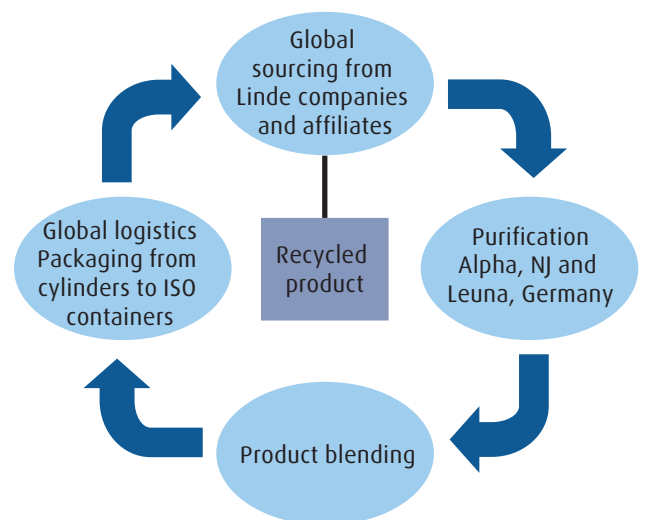 Global
sourcing from
Linde companies
and affiliates
Purification
Alpha, NJ and
Leuna, Germany
Product blending
Global logistics
Packaging from
cylinders to ISO
containers
Recycled
product